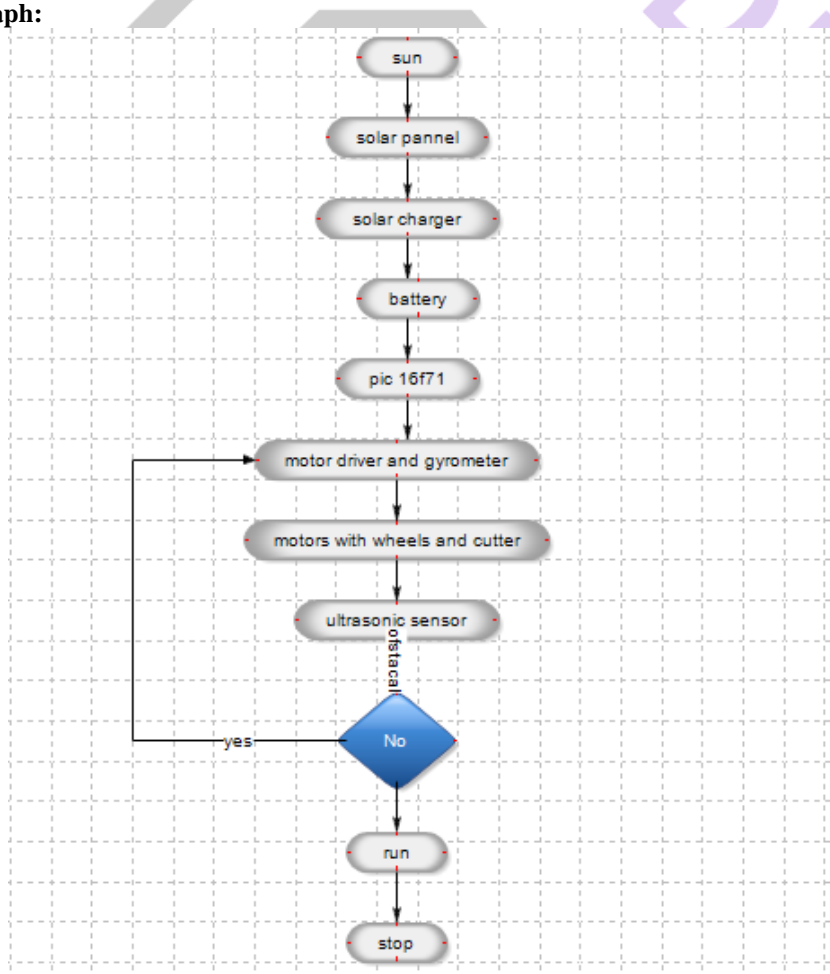 aph:
sun
solar pannel
solar charger
battery
pic 16f71
motor driver and gyrometer
motors with wheels and cutter
ultrasonic sensor
ofstacal
No
yes
run
stop